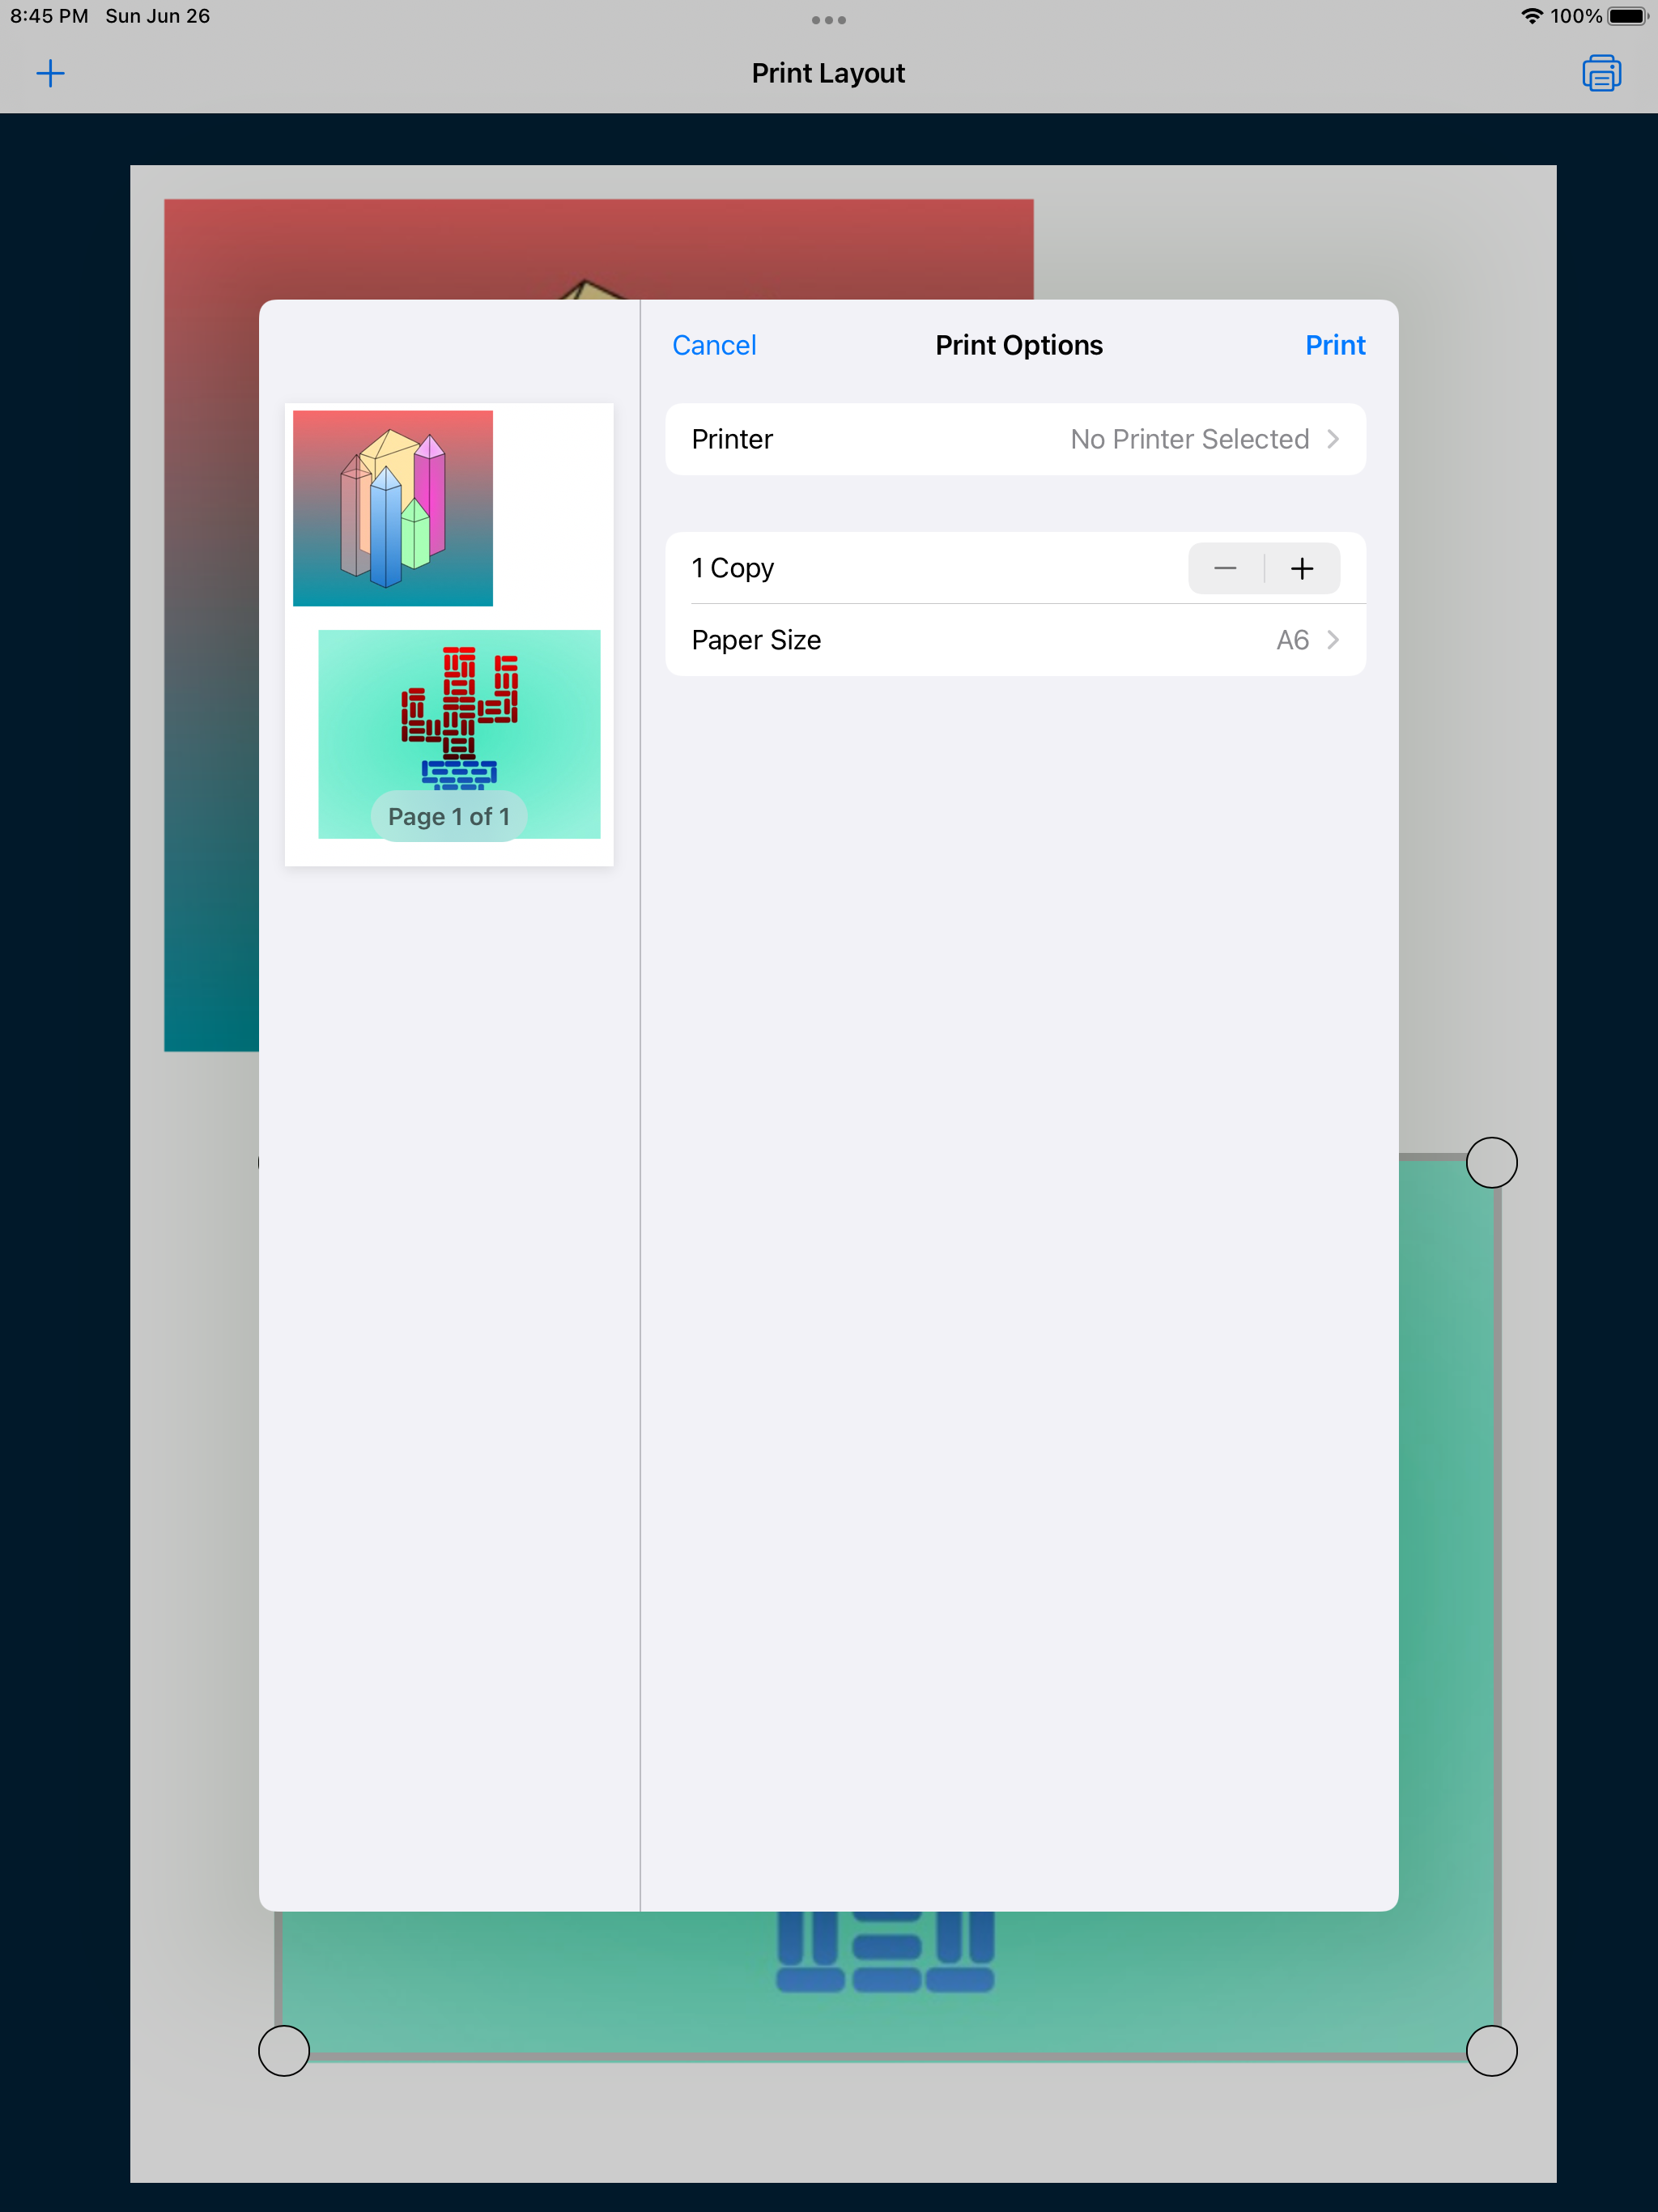 8:45 PM Sun Jun 26
100%
Print Layout
Cancel
Print Options
Print
Printer
No Printer Selected
1 Copy
Paper Size
A6
Page 1 of 1